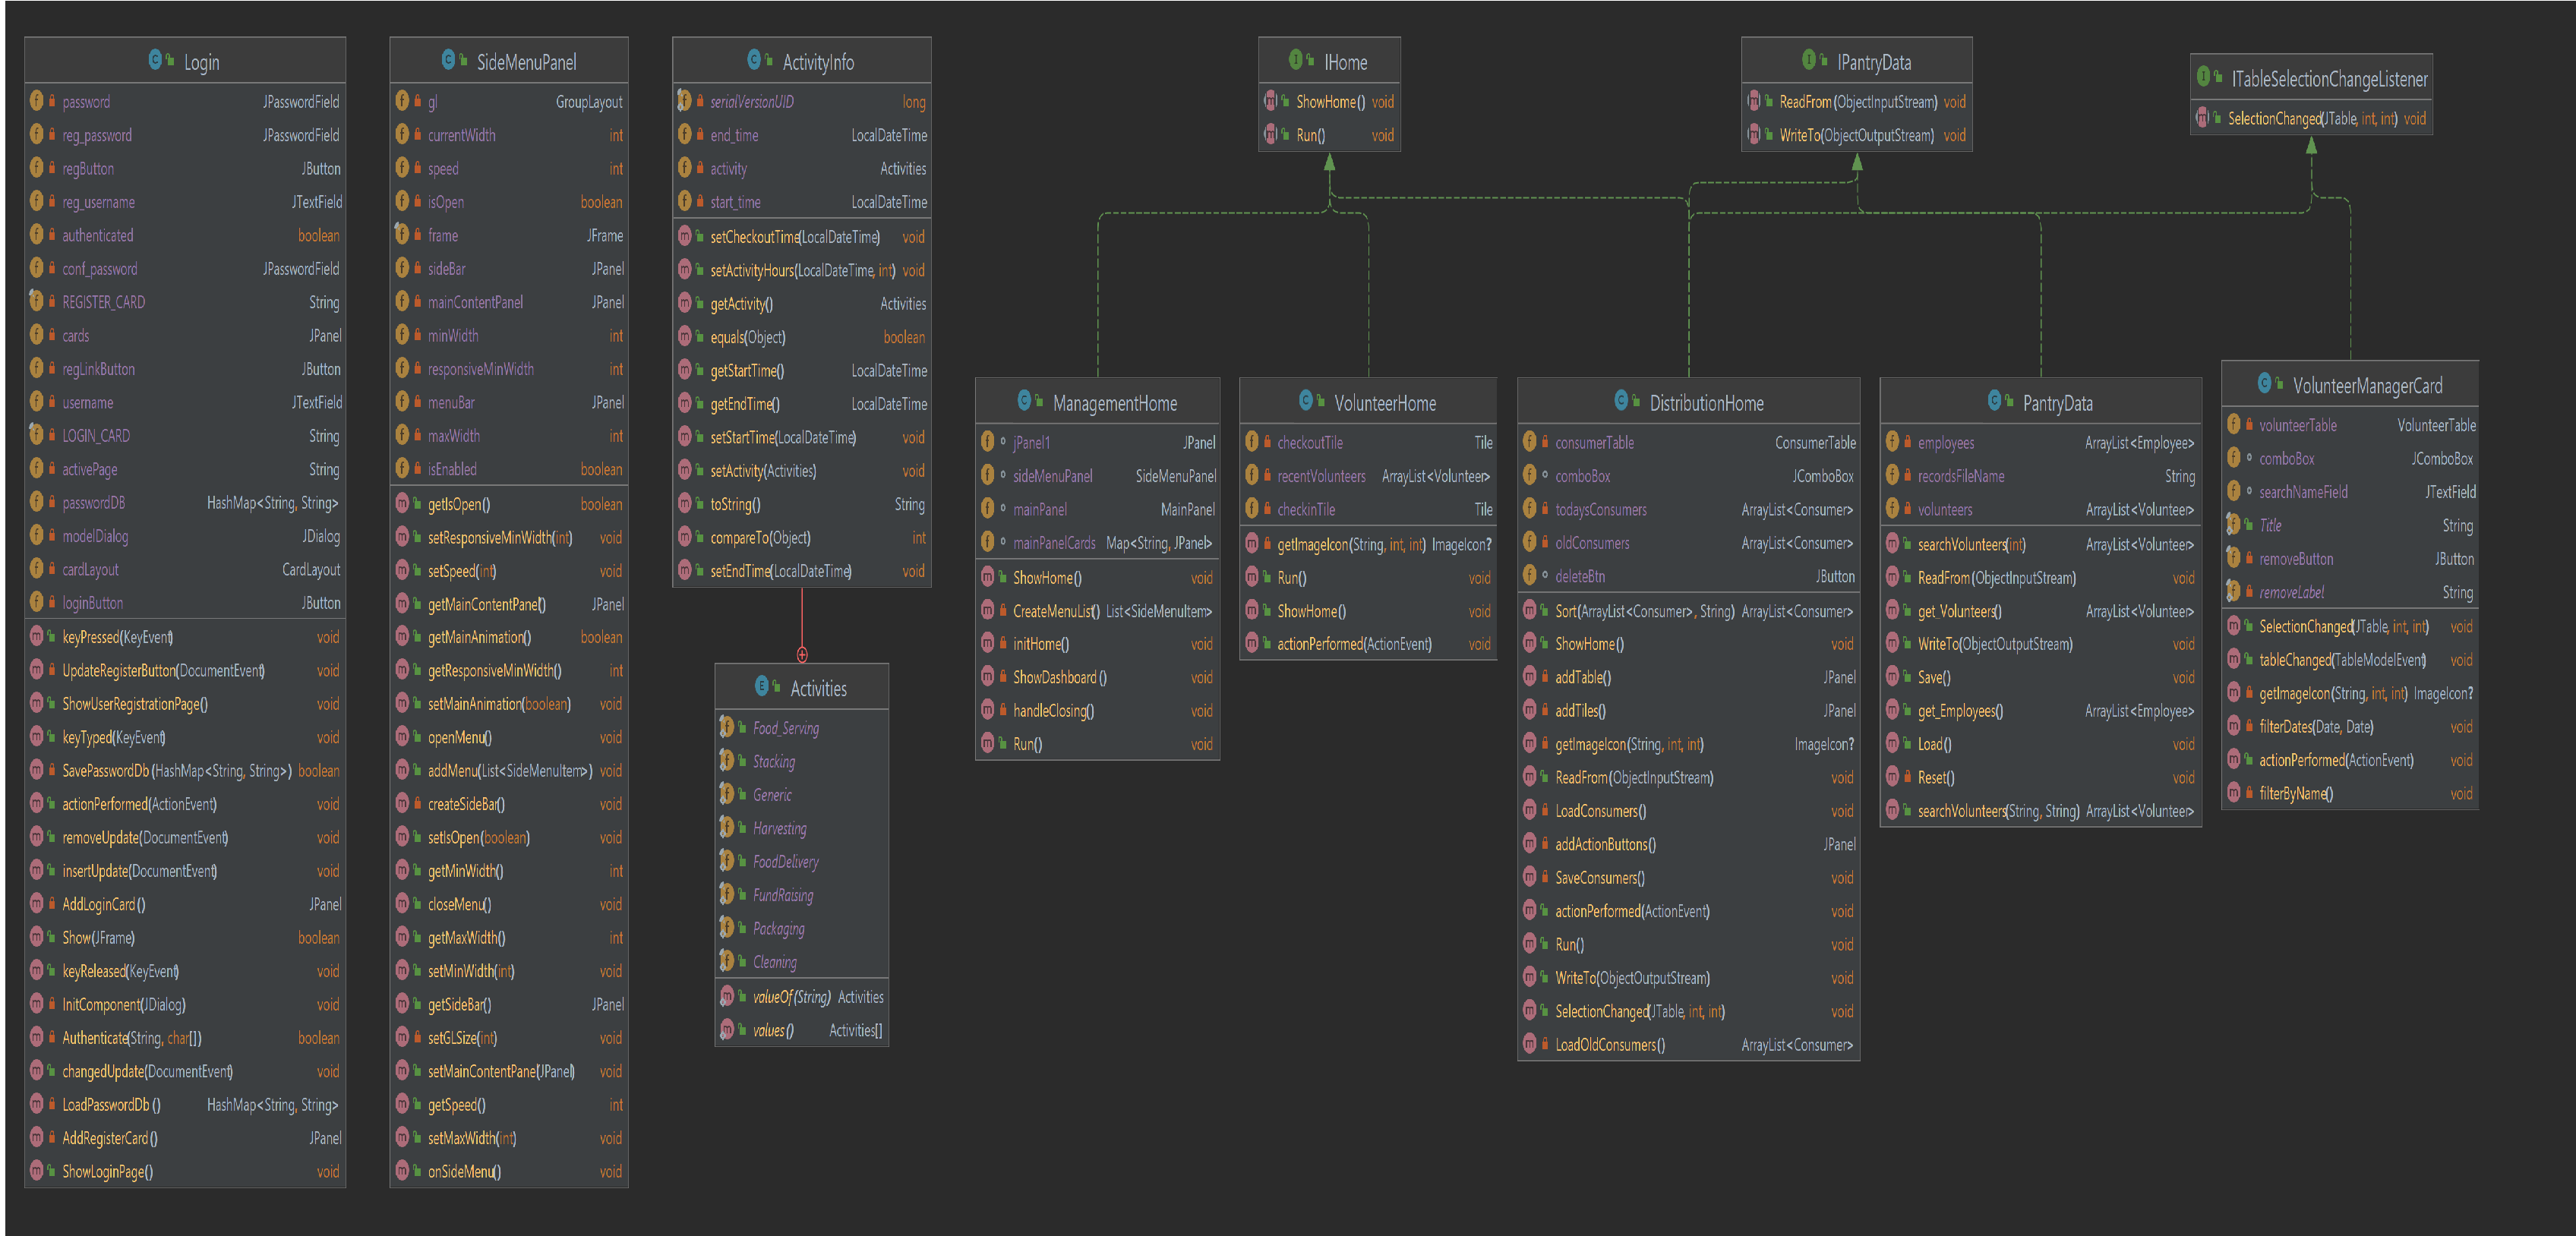 Login
password JPasswordField
reg_password JPasswordField
regButton JButton
reg_username JTextField
authenticated boolean
conf_password JPasswordField
REGISTER_CARD String
cards JPanel
regLinkButton JButton
username JTextField
LOGIN_CARD String
activePage String
passwordDB HashMap<String, String>
modelDialog JDialog
cardLayout CardLayout
loginButton JButton
keyPressed(KeyEvent) void
UpdateRegisterButton(DocumentEvent) void
ShowUserRegistrationPage() void
keyTyped(KeyEvent) void
SavePasswordDb(HashMap<String, String>) boolean
actionPerformed(ActionEvent) void
removeUpdate(DocumentEvent) void
insertUpdate(DocumentEvent) void
AddLoginCard() JPanel
Show(JFrame) boolean
keyReleased(KeyEvent) void
InitComponent(JDialog) void
Authenticate(String, char[]) boolean
changedUpdate(DocumentEvent) void
LoadPasswordDb() HashMap<String, String>
AddRegisterCard() JPanel
ShowLoginPage() void
SideMenuPanel
gl GroupLayout
currentWidth int
speed int
isOpen boolean
frame JFrame
sideBar JPanel
mainContentPanel JPanel
minWidth int
responsiveMinWidth int
menuBar JPanel
maxWidth int
isEnabled boolean
getIsOpen() boolean
setResponsiveMinWidth(int) void
setSpeed(int) void
getMainContentPanel() JPanel
getMainAnimation() boolean
getResponsiveMinWidth() int
setMainAnimation(boolean) void
openMenu() void
addMenu(List<SideMenuItem>) void
createSideBar() void
setIsOpen(boolean) void
getMinWidth() int
closeMenu() void
getMaxWidth() int
setMinWidth(int) void
getSideBar() JPanel
setGLSize(int) void
setMainContentPane(JPanel) void
getSpeed() int
setMaxWidth(int) void
onSideMenu() void
ActivityInfo
serialVersionUID long
end_time LocalDateTime
activity Activities
start_time LocalDateTime
setCheckoutTime(LocalDateTime) void
setActivityHours(LocalDateTime, int) void
getActivity() Activities
equals(Object) boolean
getStartTime() LocalDateTime
getEndTime() LocalDateTime
setStartTime(LocalDateTime) void
setActivity(Activities) void
toString() String
compareTo(Object) int
setEndTime(LocalDateTime) void
Activities
Food_Serving
Stacking
Generic
Harvesting
FoodDelivery
FundRaising
Packaging
Cleaning
valueOf(String) Activities
values() Activities[]
IHome
ShowHome() void
Run() void
IPantryData
ReadFrom(ObjectInputStream) void
WriteTo(ObjectOutputStream) void
ITableSelectionChangeListener
SelectionChanged(JTable, int, int) void
ManagementHome
jPanel1 JPanel
sideMenuPanel SideMenuPanel
mainPanel MainPanel
mainPanelCards Map<String, JPanel>
ShowHome() void
CreateMenuList() List<SideMenuItem>
initHome() void
ShowDashboard() void
handleClosing() void
Run() void
VolunteerHome
checkoutTile Tile
recentVolunteers ArrayList<Volunteer>
checkinTile Tile
getImageIcon(String, int, int) ImageIcon?
Run() void
ShowHome() void
actionPerformed(ActionEvent) void
DistributionHome
consumerTable ConsumerTable
comboBox JComboBox
todaysConsumers ArrayList<Consumer>
oldConsumers ArrayList<Consumer>
deleteBtn JButton
Sort(ArrayList<Consumer>, String) ArrayList<Consumer>
ShowHome() void
addTable() JPanel
addTiles() JPanel
getImageIcon(String, int, int) ImageIcon?
ReadFrom(ObjectInputStream) void
LoadConsumers() void
addActionButtons() JPanel
SaveConsumers() void
actionPerformed(ActionEvent) void
Run() void
WriteTo(ObjectOutputStream) void
SelectionChanged(JTable, int, int) void
LoadOldConsumers() ArrayList<Consumer>
PantryData
employees ArrayList<Employee>
recordsFileName String
volunteers ArrayList<Volunteer>
searchVolunteers(int) ArrayList<Volunteer>
ReadFrom(ObjectInputStream) void
get_Volunteers() ArrayList<Volunteer>
WriteTo(ObjectOutputStream) void
Save() void
get_Employees() ArrayList<Employee>
Load() void
Reset() void
searchVolunteers(String, String) ArrayList<Volunteer>
VolunteerManagerCard
volunteerTable VolunteerTable
comboBox JComboBox
searchNameField JTextField
Title String
removeButton JButton
removeLabel String
SelectionChanged(JTable, int, int) void
tableChanged(TableModelEvent) void
getImageIcon(String, int, int) ImageIcon?
filterDates(Date, Date) void
actionPerformed(ActionEvent) void
filterByName() void